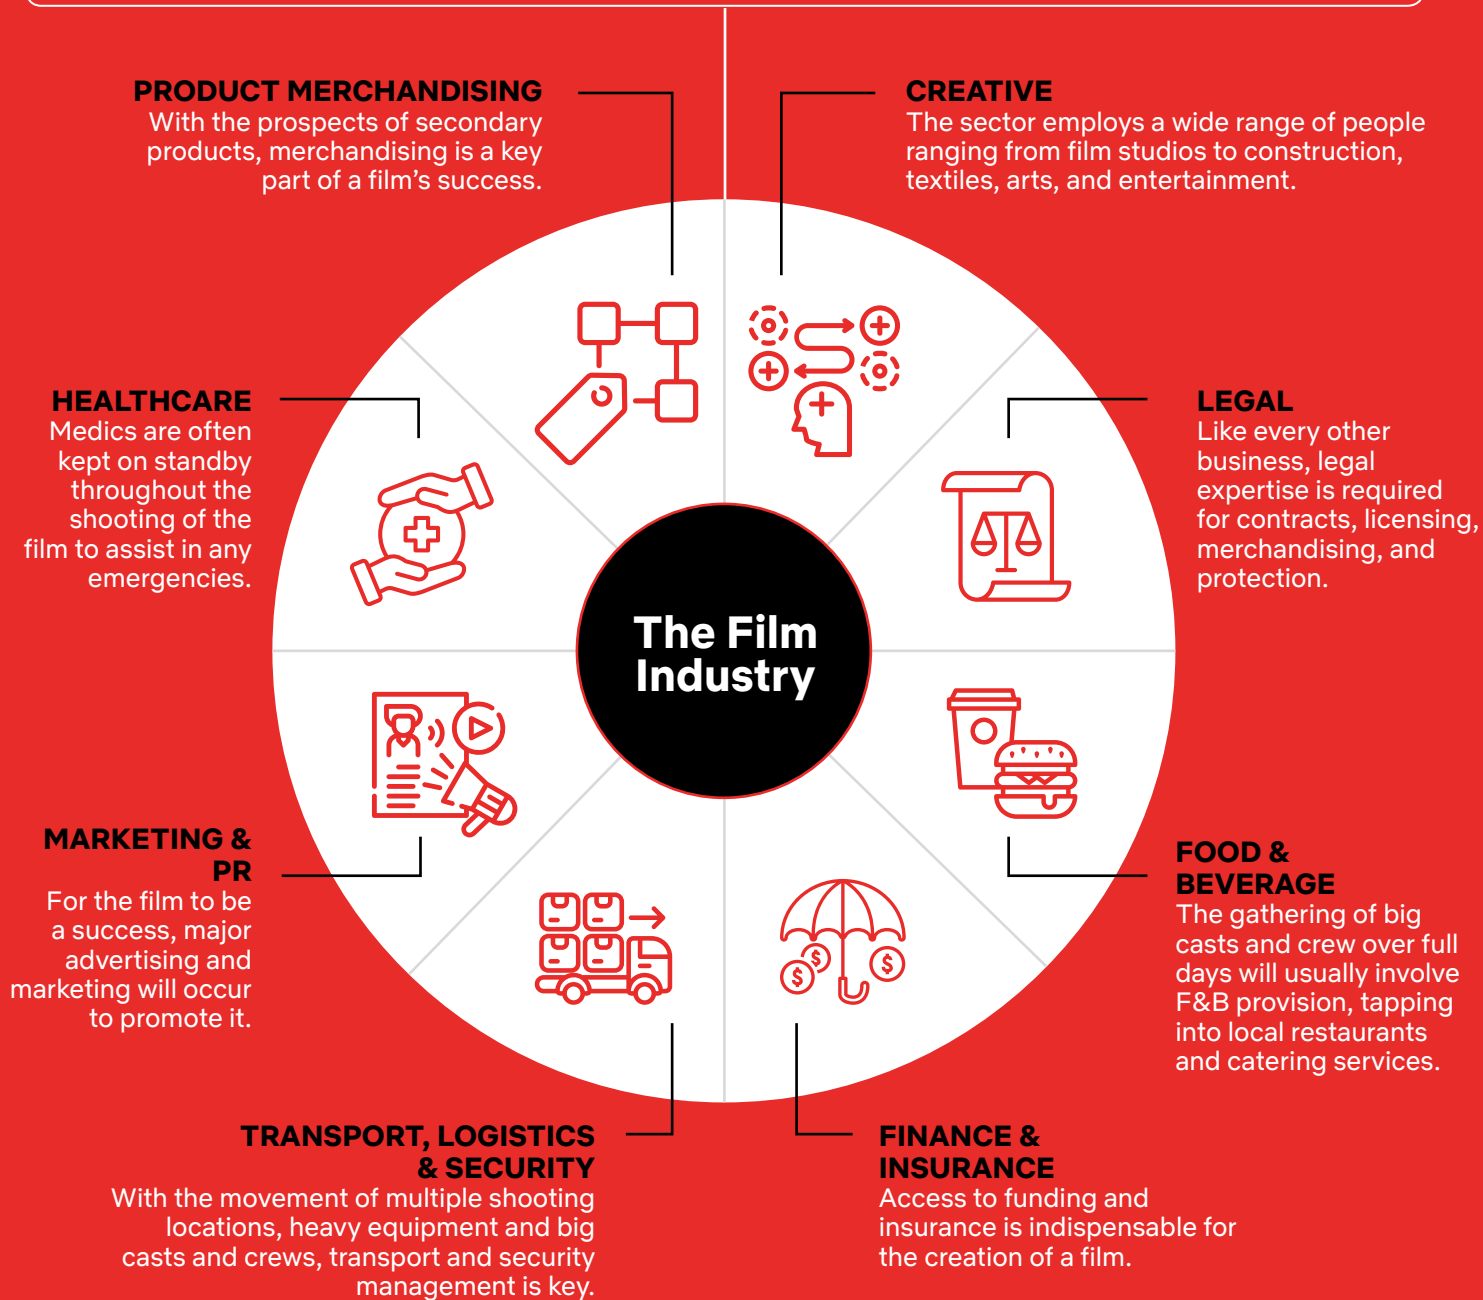 PRODUCT MERCHANDISING
With the prospects of secondary
products, merchandising is a key
part of a film’s success.
CREATIVE
The sector employs a wide range of people
ranging from film studios to construction,
textiles, arts, and entertainment.
HEALTHCARE
Medics are often
kept on standby
throughout the
shooting of the
film to assist in any
emergencies.
LEGAL
Like every other
business, legal
expertise is required
for contracts, licensing,
merchandising, and
protection.
The Film
Industry
MARKETING &
PR
For the film to be
a success, major
advertising and
marketing will occur
to promote it.
FOOD &
BEVERAGE
The gathering of big
casts and crew over full
days will usually involve
F&B provision, tapping
into local restaurants
and catering services.
TRANSPORT, LOGISTICS
& SECURITY
With the movement of multiple shooting
locations, heavy equipment and big
casts and crews, transport and security
management is key.
FINANCE &
INSURANCE
Access to funding and
insurance is indispensable for
the creation of a film.